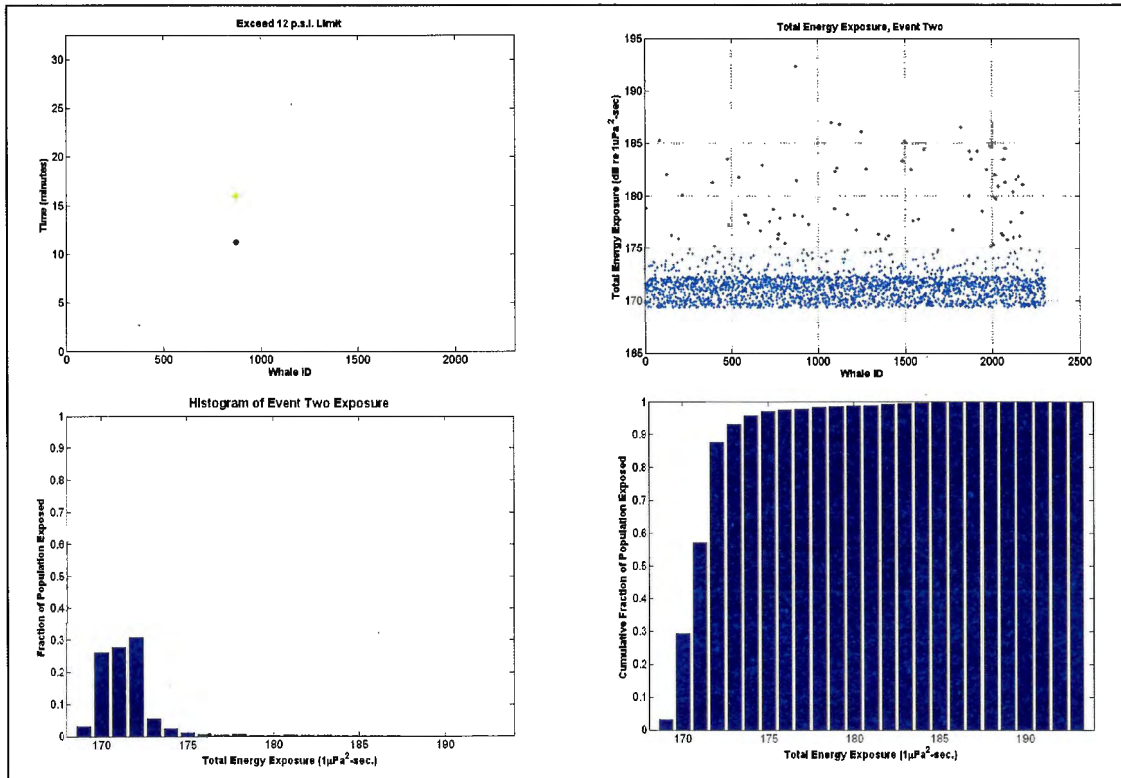 Exceed 12 p.s.i. Limit
Time (minutes)
30
25
20
15
10
5
0
0 500 1000 1500 2000
Whale ID
Total Energy Exposure, Event Two
Total Energy Exposure (dB re 1uPa²-sec)
195
190
185
180
175
170
165
0 500 1000 1500 2000 2500
Whale ID
Histogram of Event Two Exposure
Fraction of Population Exposed
1
0.9
0.8
0.7
0.6
0.5
0.4
0.3
0.2
0.1
0
170 175 180 185 190
Total Energy Exposure (1µPa²-sec.)
Cumulative Fraction of Population Exposed
1
0.9
0.8
0.7
0.6
0.5
0.4
0.3
0.2
0.1
0
170 175 180 185 190
Total Energy Exposure (1µPa²-sec.)